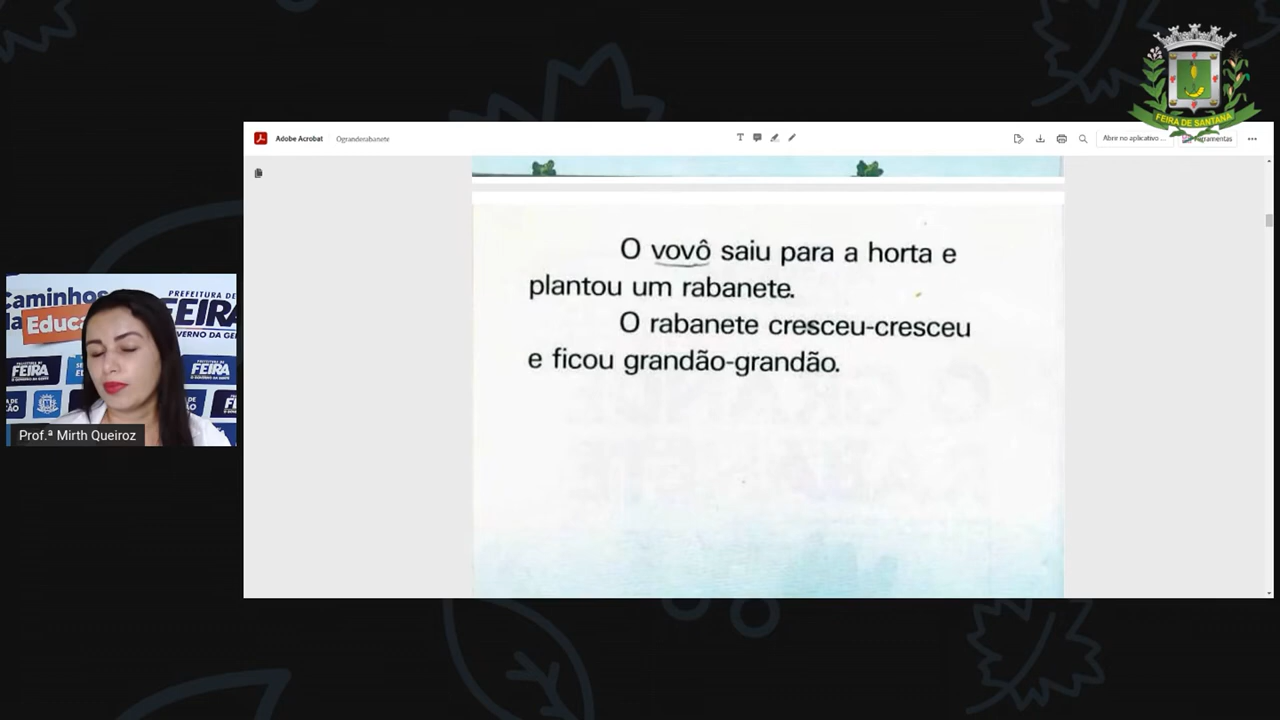 FEIRA DE SANTANA
Adobe Acrobat
Ogranderabanete
Abrir no aplicativo ...
Ferramentas
O vovô saiu para a horta e
plantou um rabanete.
O rabanete cresceu-cresceu
e ficou grandão-grandão.
Caminhos
da
Educa
PREFEITURA DE
FEIRA
FEIRA
FEIRA
Prof.ª Mirth Queiroz